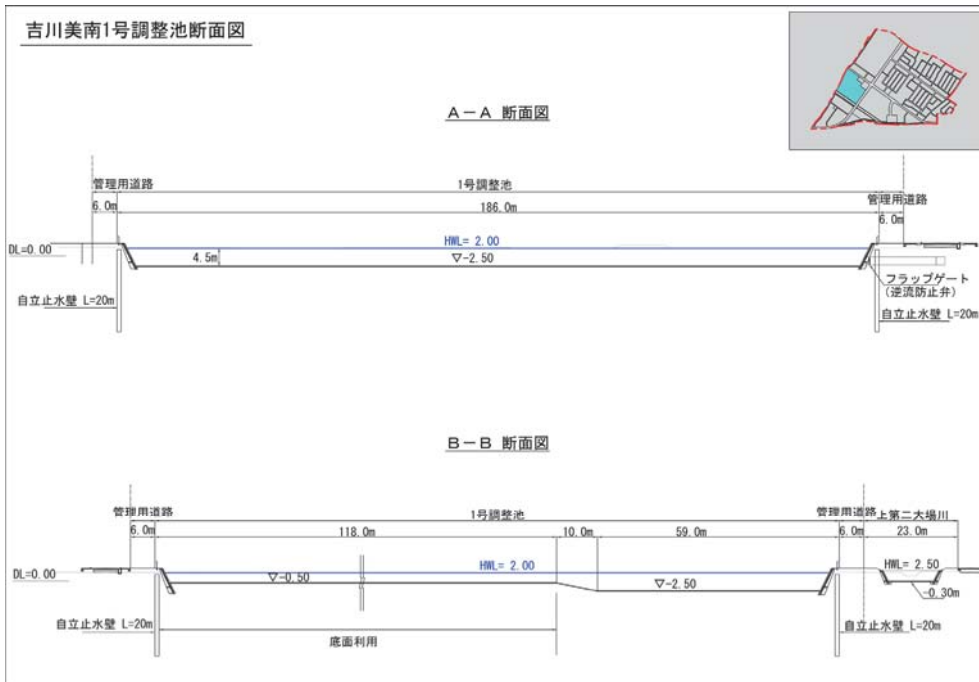 吉川美南1号調整池断面図
A-A 断面図
管理用道路
1号調整池
管理用道路
6.0m
186.0m
6.0m
DL=0.00
HWL= 2.00
4.5m
▽-2.50
フラップゲート
(逆流防止弁)
自立止水壁 L=20m
自立止水壁 L=20m
B-B 断面図
管理用道路
1号調整池
管理用道路
上第二大場川
6.0m
118.0m
10.0m
59.0m
6.0m
23.0m
DL=0.00
HWL= 2.00
HWL= 2.50
▽-0.50
▽-2.50
-0.30m
自立止水壁 L=20m
底面利用
自立止水壁 L=20m